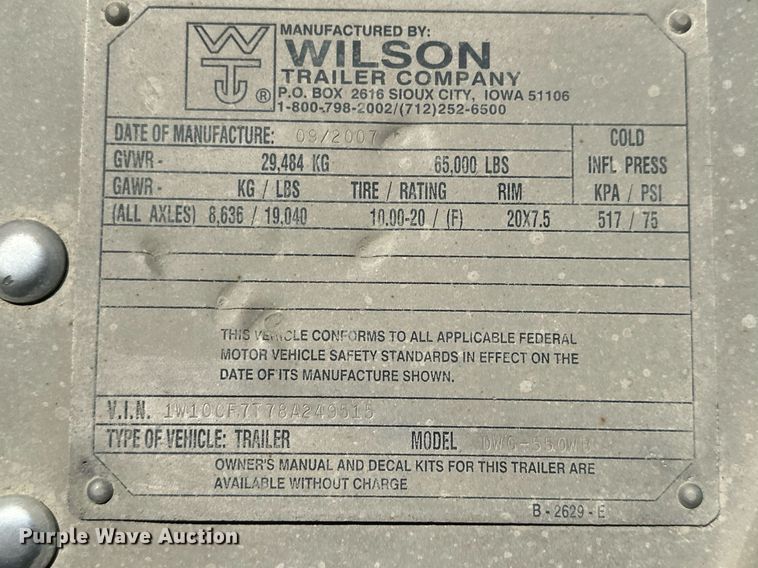 WTC ®
MANUFACTURED BY:
WILSON
TRAILER COMPANY
P.O. BOX 2616 SIOUX CITY, IOWA 51106
1-800-798-2002/(712)252-6500
DATE OF MANUFACTURE: 09/2007 COLD
GVWR - 29,484 KG 65,000 LBS INFL PRESS
GAWR - KG / LBS TIRE / RATING RIM KPA / PSI
(ALL AXLES) 8,636 / 19,040 10.00-20 / (F) 20X7.5 517 / 75
THIS VEHICLE CONFORMS TO ALL APPLICABLE FEDERAL
MOTOR VEHICLE SAFETY STANDARDS IN EFFECT ON THE
DATE OF ITS MANUFACTURE SHOWN.
V.I.N.
TYPE OF VEHICLE: TRAILER MODEL
OWNER'S MANUAL AND DECAL KITS FOR THIS TRAILER ARE
AVAILABLE WITHOUT CHARGE
B - 2629 - E
Purple Wave Auction